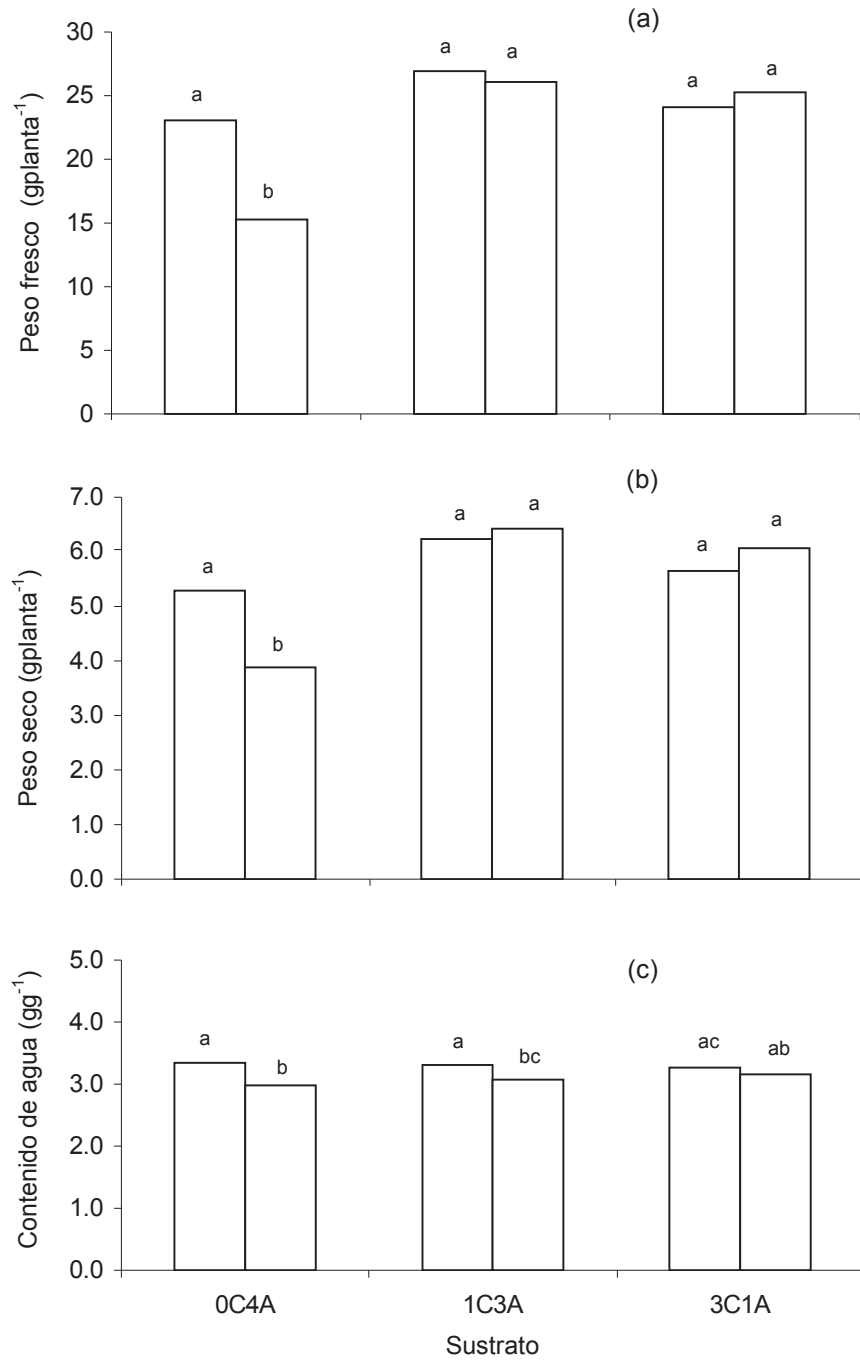 (a)
30
25
20
15
10
5
0
Peso fresco (gplanta⁻¹)
a
b
a
a
a
a
(b)
7.0
6.0
5.0
4.0
3.0
2.0
1.0
0.0
Peso seco (gplanta⁻¹)
a
b
a
a
a
a
(c)
5.0
4.0
3.0
2.0
1.0
0.0
Contenido de agua (gg⁻¹)
a
b
a
bc
ac
ab
0C4A 1C3A 3C1A
Sustrato